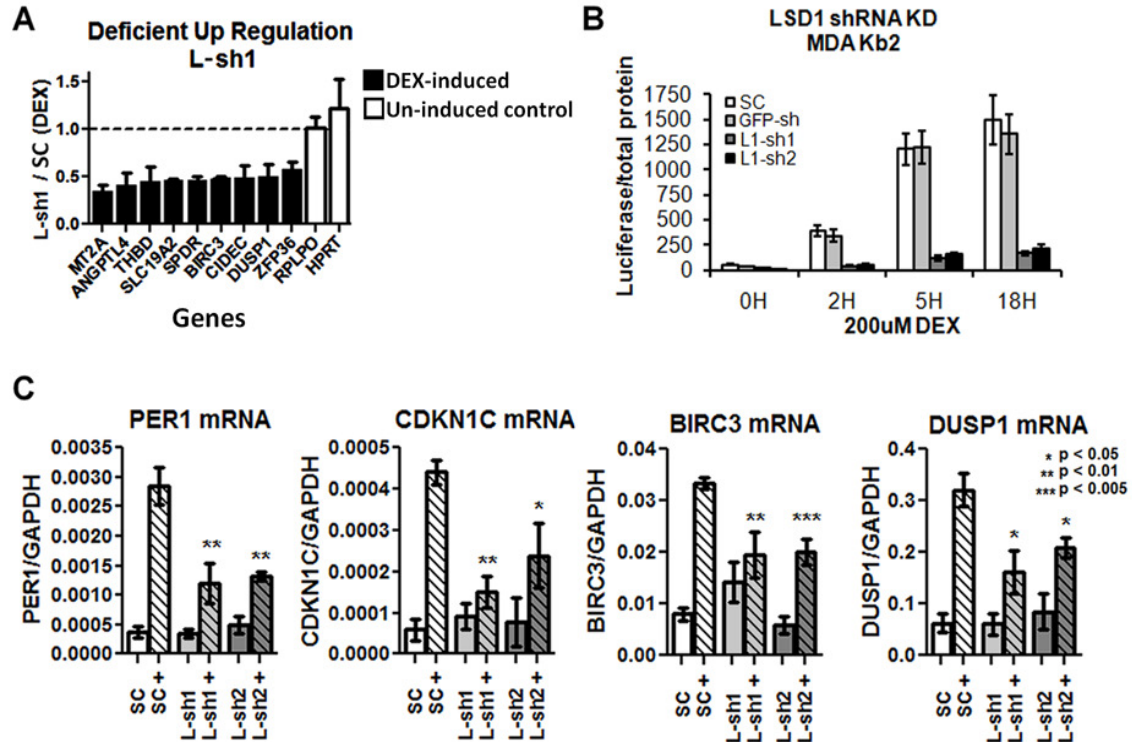 A
Deficient Up Regulation
L-sh1
L-sh1 / SC (DEX)
1.5
1.0
0.5
0.0
DEX-induced
Un-induced control
MT2A
ANGPTL4
THBD
SLC19A2
SPDR
BIRC3
CIDEC
DUSP1
ZFP36
RPLPO
HPRT
Genes
B
LSD1 shRNA KD
MDA Kb2
Luciferase/total protein
1750
1500
1250
1000
750
500
250
0
SC
GFP-sh
L1-sh1
L1-sh2
0H 2H 5H 18H
200uM DEX
C
PER1 mRNA
PER1/GAPDH
0.0035
0.0030
0.0025
0.0020
0.0015
0.0010
0.0005
0.0000
**
**
SC
SC +
L-sh1
L-sh1 +
L-sh2
L-sh2 +
CDKN1C mRNA
CDKN1C/GAPDH
0.0005
0.0004
0.0003
0.0002
0.0001
0.0000
**
*
SC
SC +
L-sh1
L-sh1 +
L-sh2
L-sh2 +
BIRC3 mRNA
BIRC3/GAPDH
0.04
0.03
0.02
0.01
0.00
**
***
SC
SC +
L-sh1
L-sh1 +
L-sh2
L-sh2 +
DUSP1 mRNA
DUSP1/GAPDH
0.4
0.3
0.2
0.1
0.0
* p < 0.05
** p < 0.01
*** p < 0.005
*
*
SC
SC +
L-sh1
L-sh1 +
L-sh2
L-sh2 +